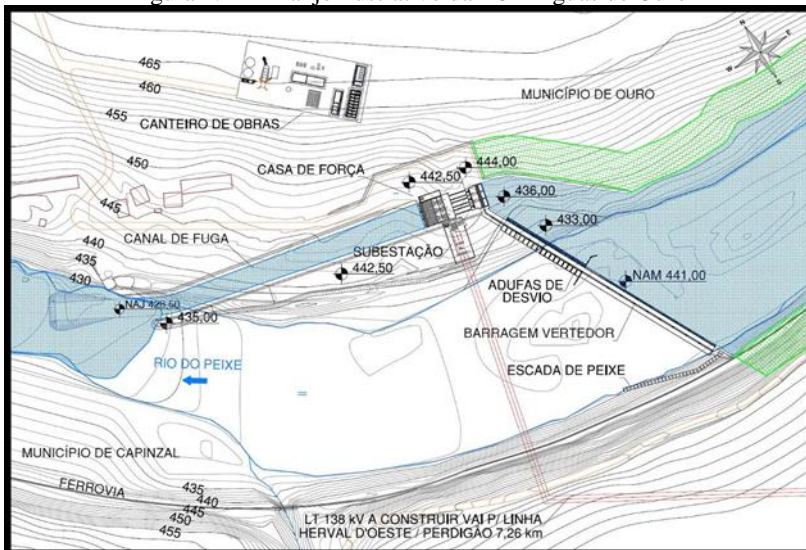 N
E
W
S
465
460
455
450
445
440
435
430
CANTEIRO DE OBRAS
MUNICÍPIO DE OURO
CASA DE FORÇA
444,00
442,50
436,00
433,00
CANAL DE FUGA
SUBESTAÇÃO
442,50
ADUFAS DE
DESVIO
NAM 441,00
435,00
BARRAGEM VERTEDOR
ESCADA DE PEIXE
RIO DO PEIXE
MUNICÍPIO DE CAPINZAL
FERROVIA
435
440
445
450
455
LT 138 kV A CONSTRUIR VAI P/ LINHA
HERVAL D'OESTE / PERDIGÃO 7,26 km